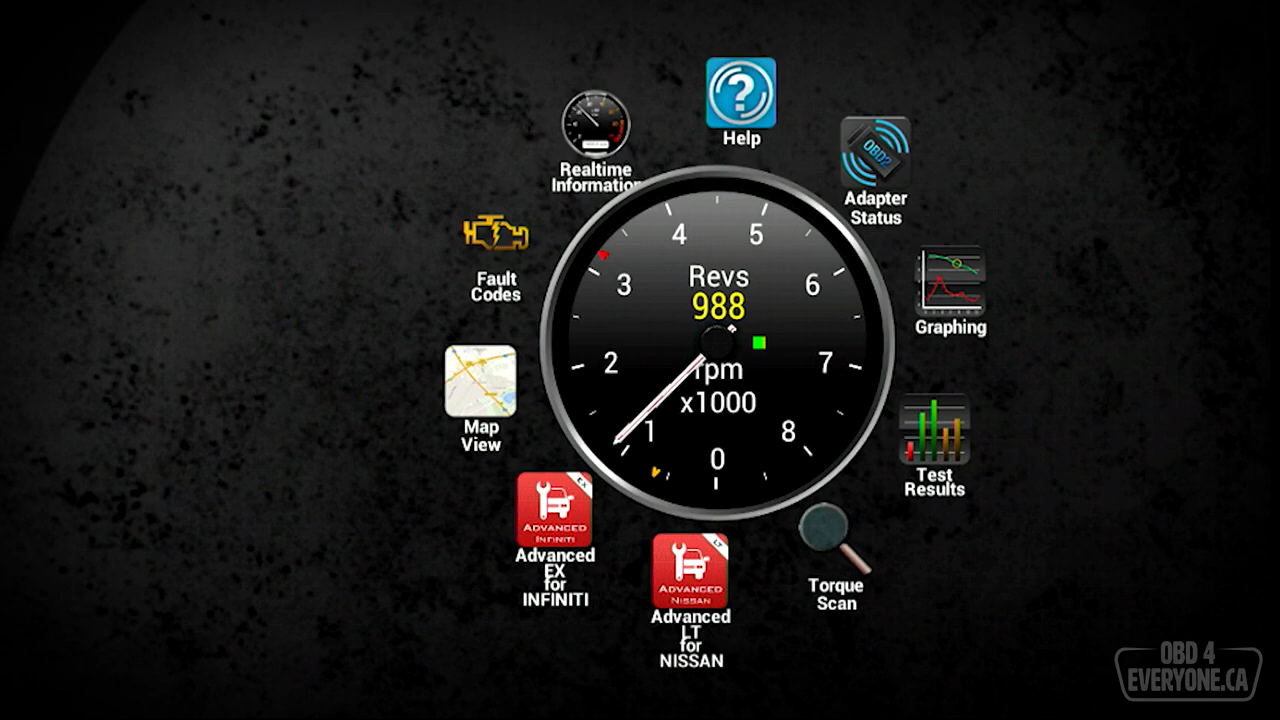 Help
Realtime
Information
OBD2
Adapter
Status
Fault
Codes
4
5
3
6
Revs
988
2
7
rpm
x1000
1
8
0
Graphing
Map
View
Test
Results
EX
ADVANCED
INFINITI
Advanced
EX
for
INFINITI
LT
ADVANCED
NISSAN
Advanced
LT
for
NISSAN
Torque
Scan
OBD 4
EVERYONE.CA